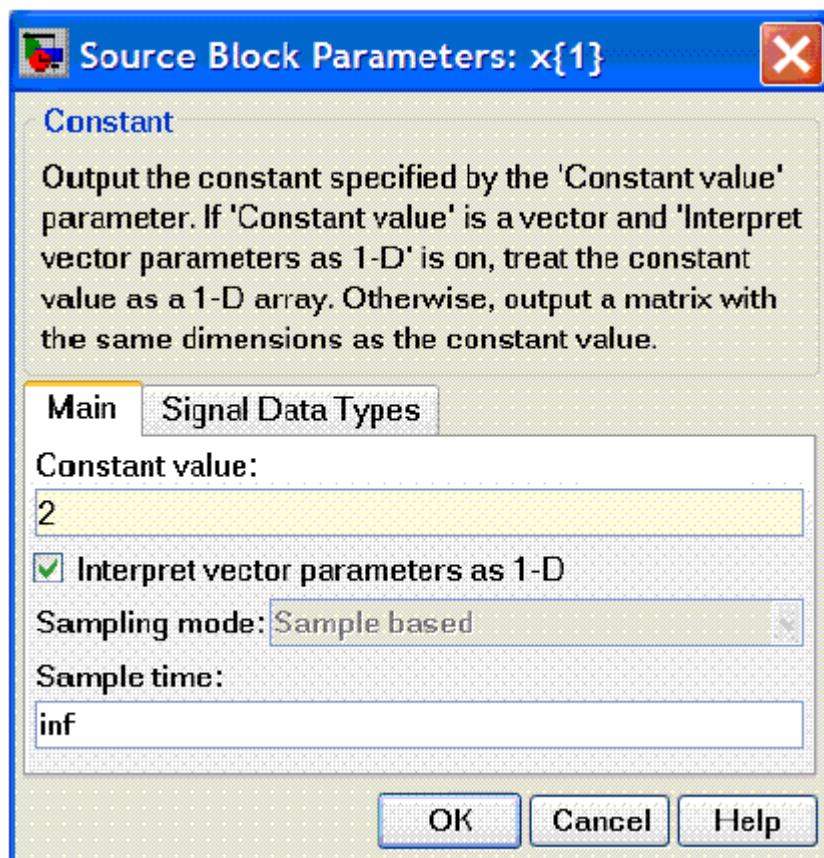 Source Block Parameters: x{1}
Constant
Output the constant specified by the 'Constant value'
parameter. If 'Constant value' is a vector and 'Interpret
vector parameters as 1-D' is on, treat the constant
value as a 1-D array. Otherwise, output a matrix with
the same dimensions as the constant value.
Main Signal Data Types
Constant value:
2
Interpret vector parameters as 1-D
Sampling mode: Sample based
Sample time:
inf
OK Cancel Help